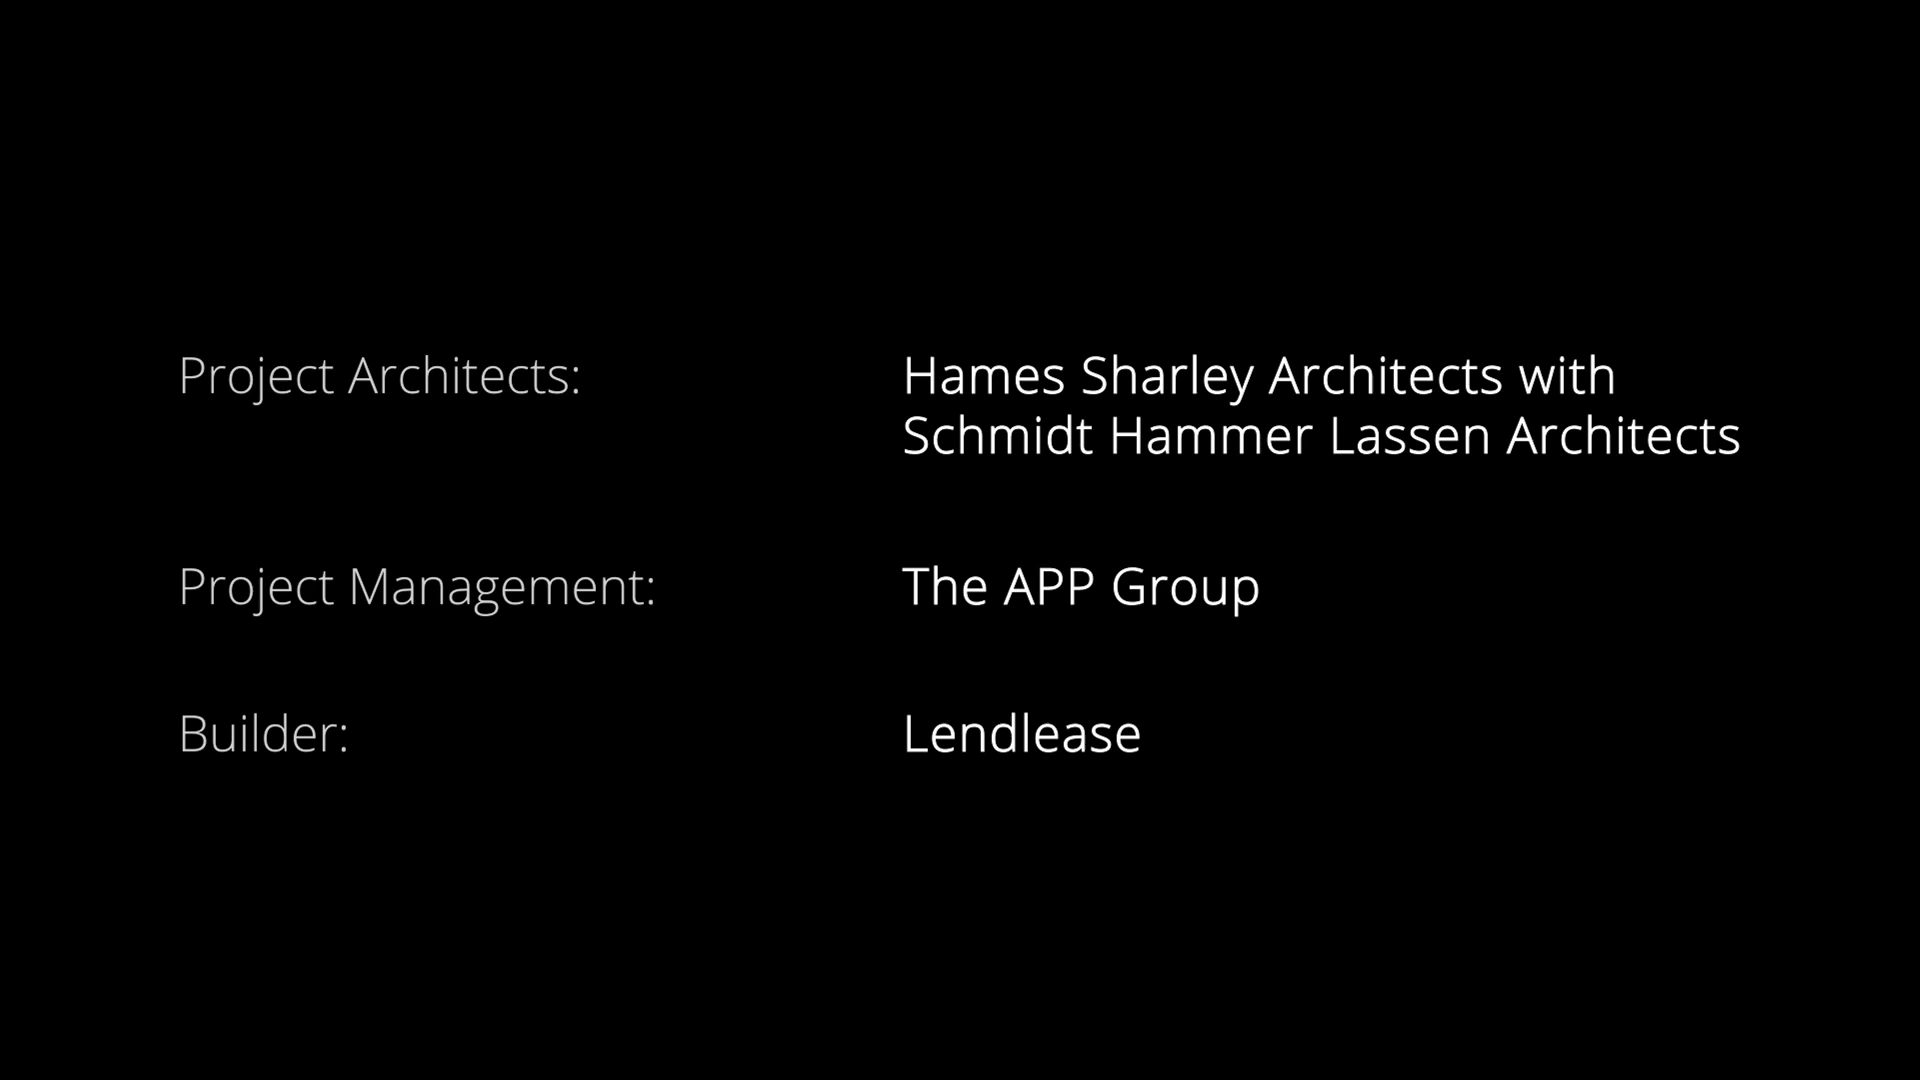 Project Architects:
Hames Sharley Architects with
Schmidt Hammer Lassen Architects
Project Management:
The APP Group
Builder:
Lendlease